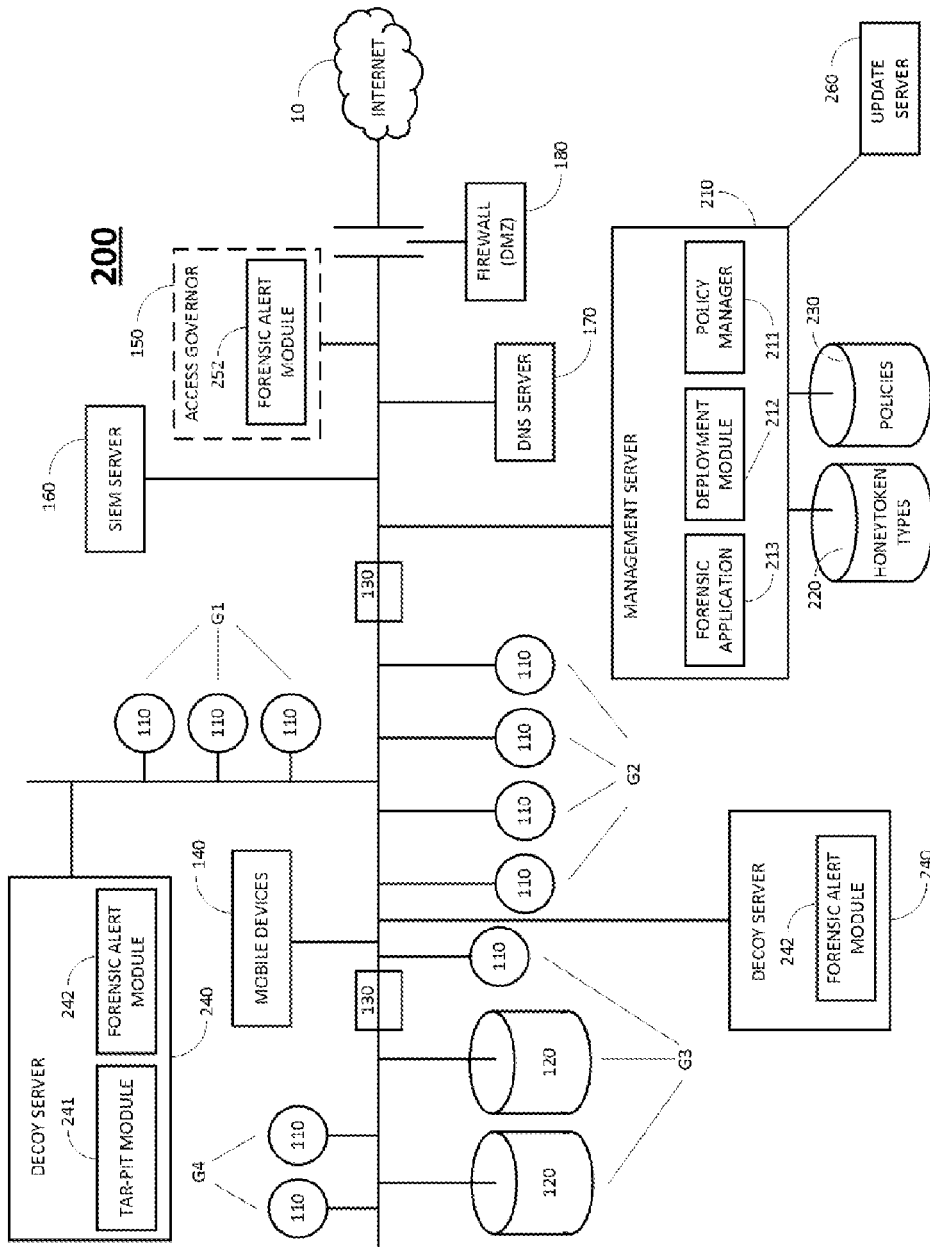 200
DECOY SERVER
241
TAR-PIT MODULE
242
FORENSIC ALERT
MODULE
240
G4
110
110
MOBILE DEVICES
140
110
110
110
G1
SIEM SERVER
160
ACCESS GOVERNOR
150
252
FORENSIC ALERT
MODULE
10
INTERNET
130
130
120
120
110
G3
110
110
110
110
G2
DNS SERVER
170
FIREWALL
(DMZ)
180
DECOY SERVER
242
FORENSIC ALERT
MODULE
240
MANAGEMENT SERVER
210
FORENSIC
APPLICATION
213
DEPLOYMENT
MODULE
212
POLICY
MANAGER
211
220
HONEYTOKEN
TYPES
230
POLICIES
260
UPDATE
SERVER